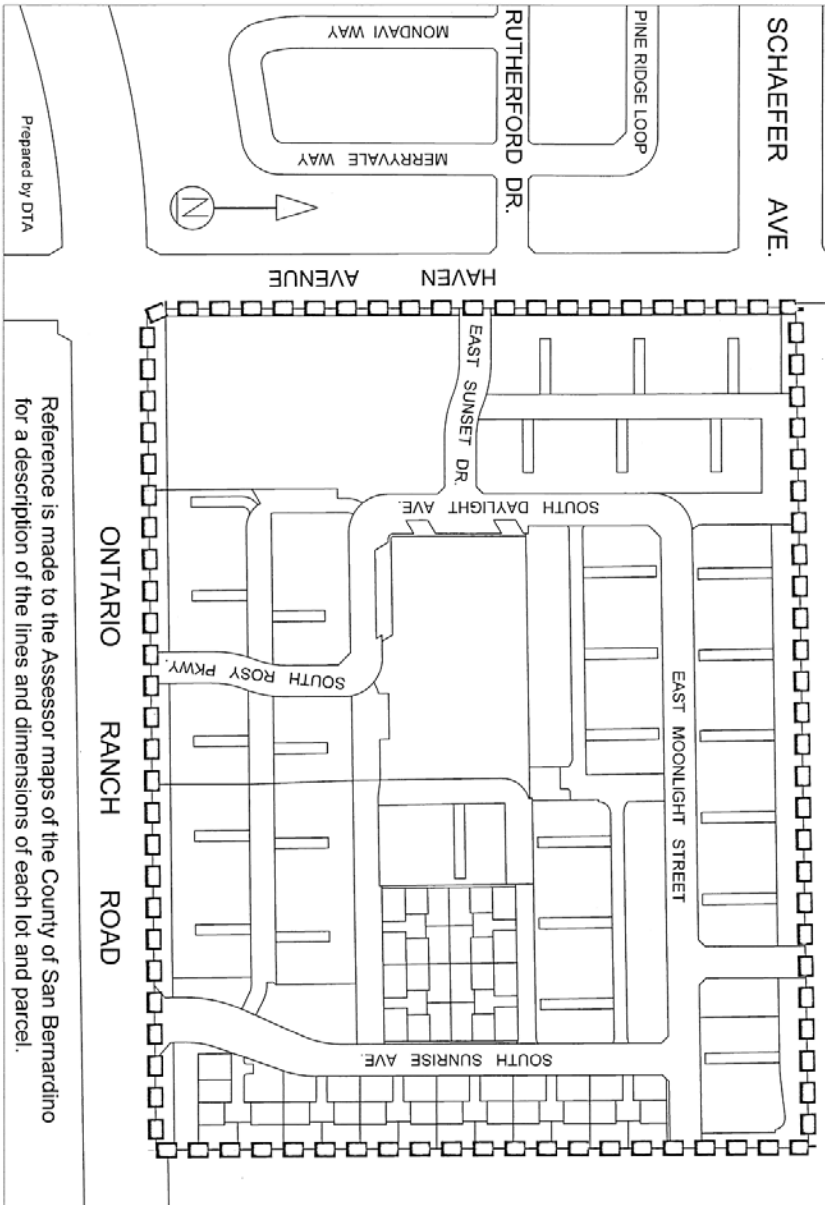 SCHAEFER AVE.
PINE RIDGE LOOP
RUTHERFORD DR.
MONDAVI WAY
MERRYVALE WAY
N
HAVEN AVENUE
EAST SUNSET DR.
SOUTH DAYLIGHT AVE.
EAST MOONLIGHT STREET
SOUTH ROSY PKWY.
SOUTH SUNRISE AVE.
ONTARIO RANCH ROAD
Reference is made to the Assessor maps of the County of San Bernardino
for a description of the lines and dimensions of each lot and parcel.
Prepared by DTA